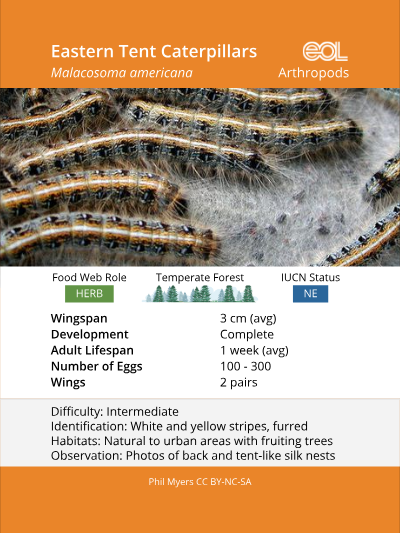 Eastern Tent Caterpillars
eol
Malacosoma americana
Arthropods
Food Web Role
Temperate Forest
IUCN Status
HERB
NE
Wingspan 3 cm (avg)
Development Complete
Adult Lifespan 1 week (avg)
Number of Eggs 100 - 300
Wings 2 pairs
Difficulty: Intermediate
Identification: White and yellow stripes, furred
Habitats: Natural to urban areas with fruiting trees
Observation: Photos of back and tent-like silk nests
Phil Myers CC BY-NC-SA